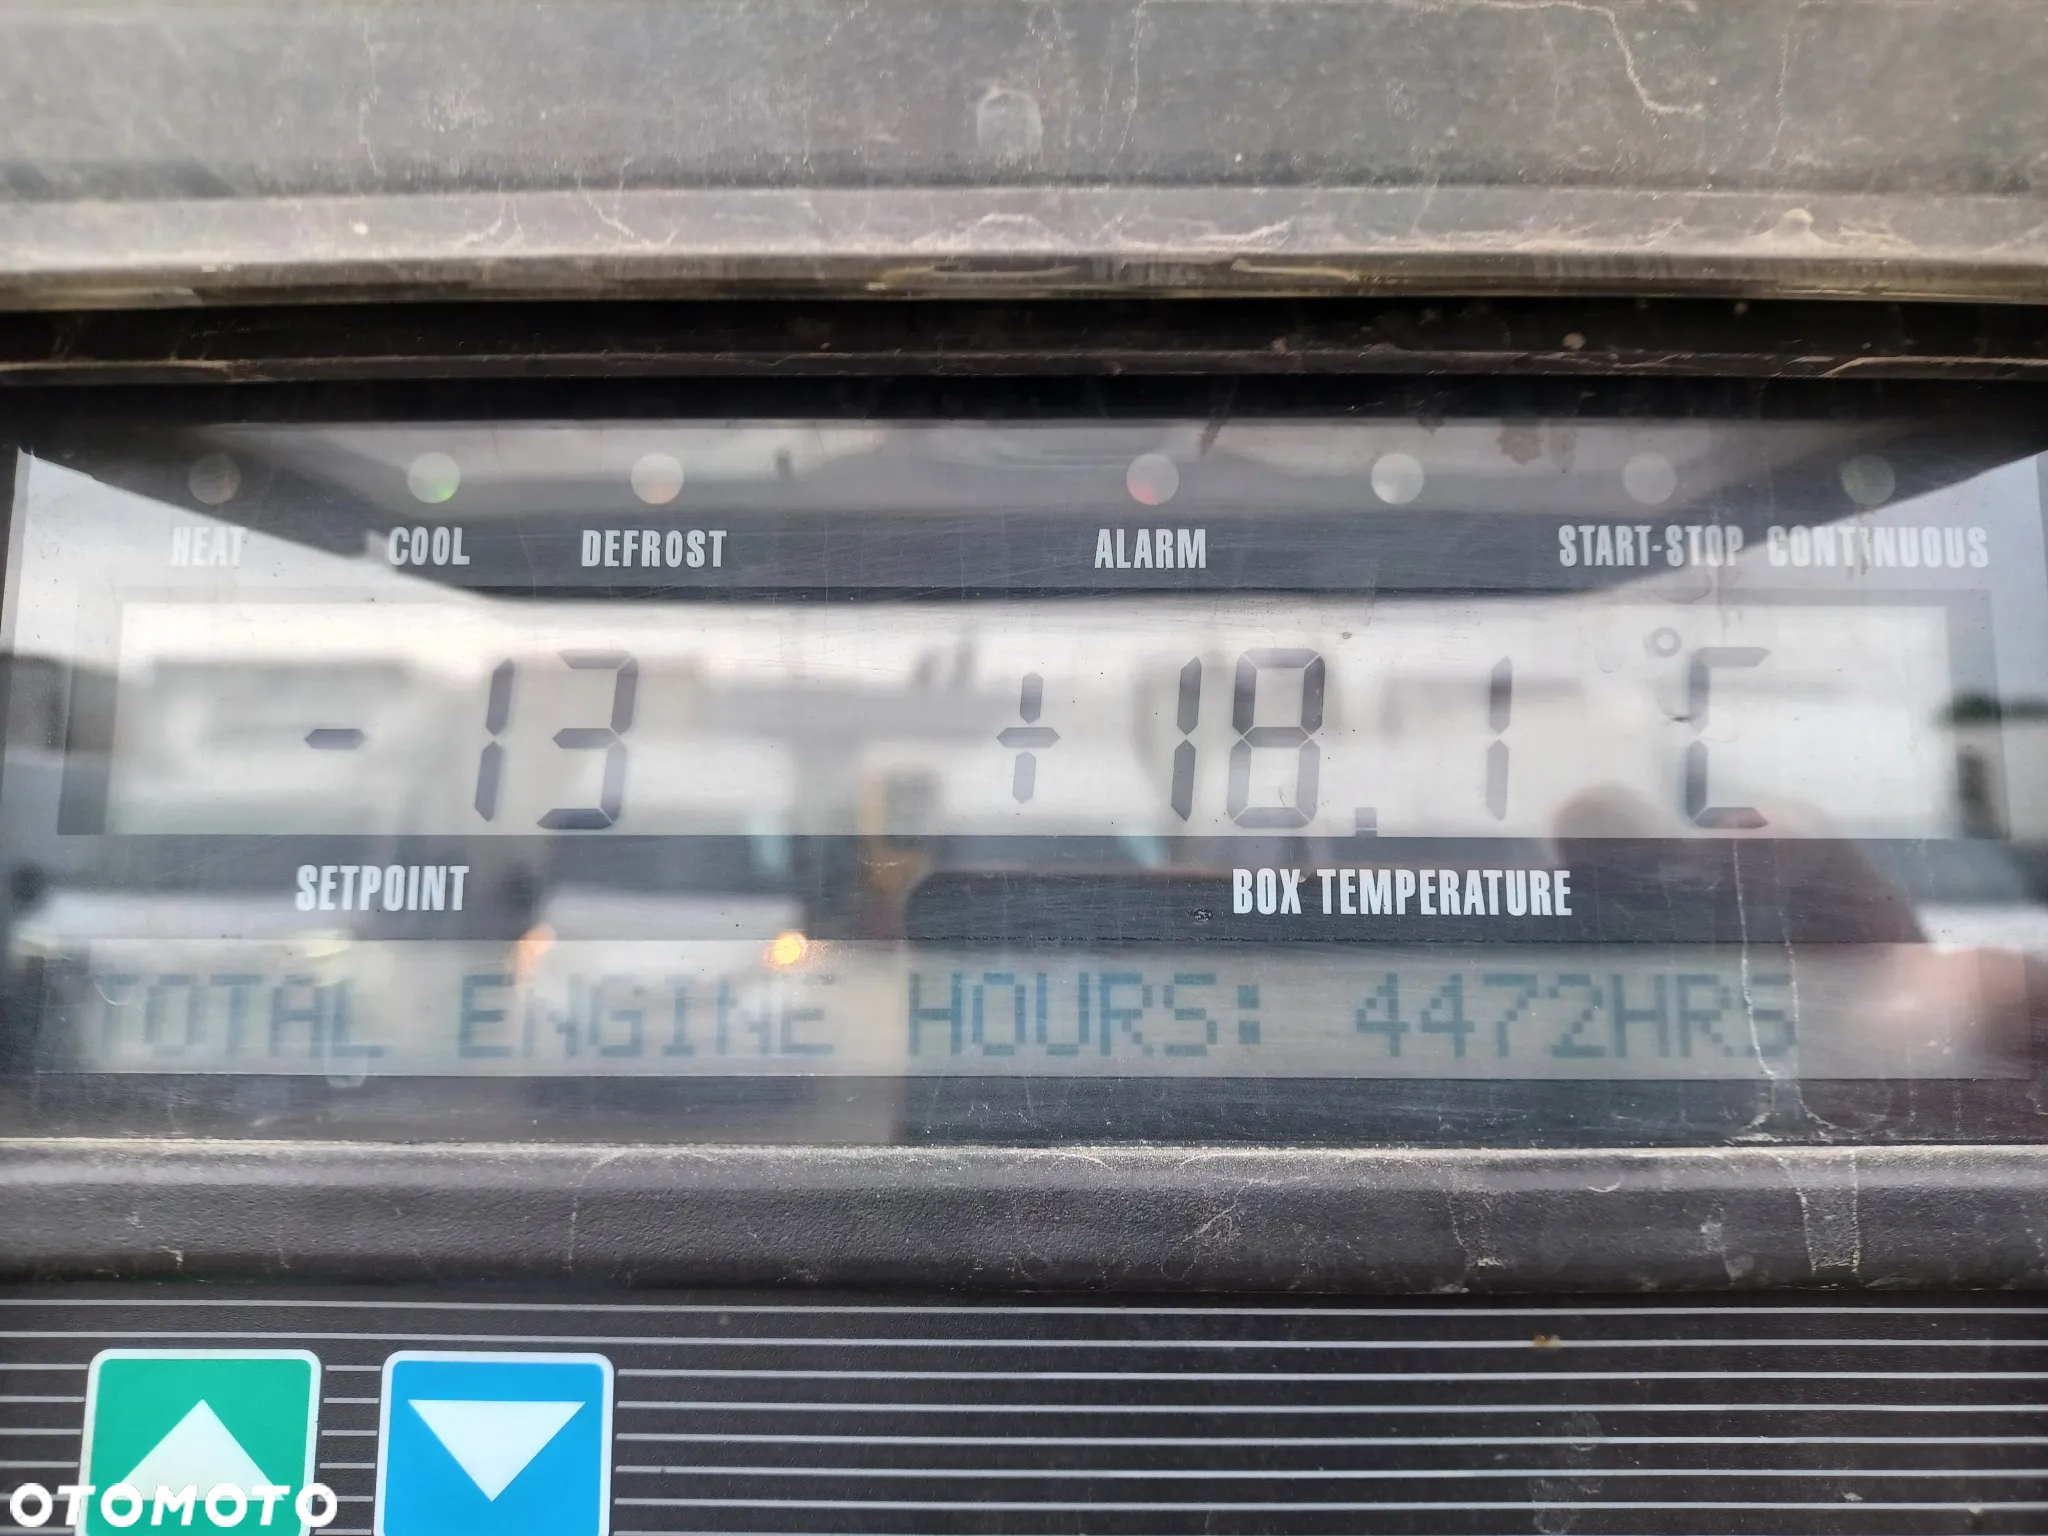 HEAT COOL DEFROST ALARM START-STOP CONTINUOUS
-13 +18.1 °C
SETPOINT BOX TEMPERATURE
TOTAL ENGINE HOURS: 4472HRS
OTOMOTO